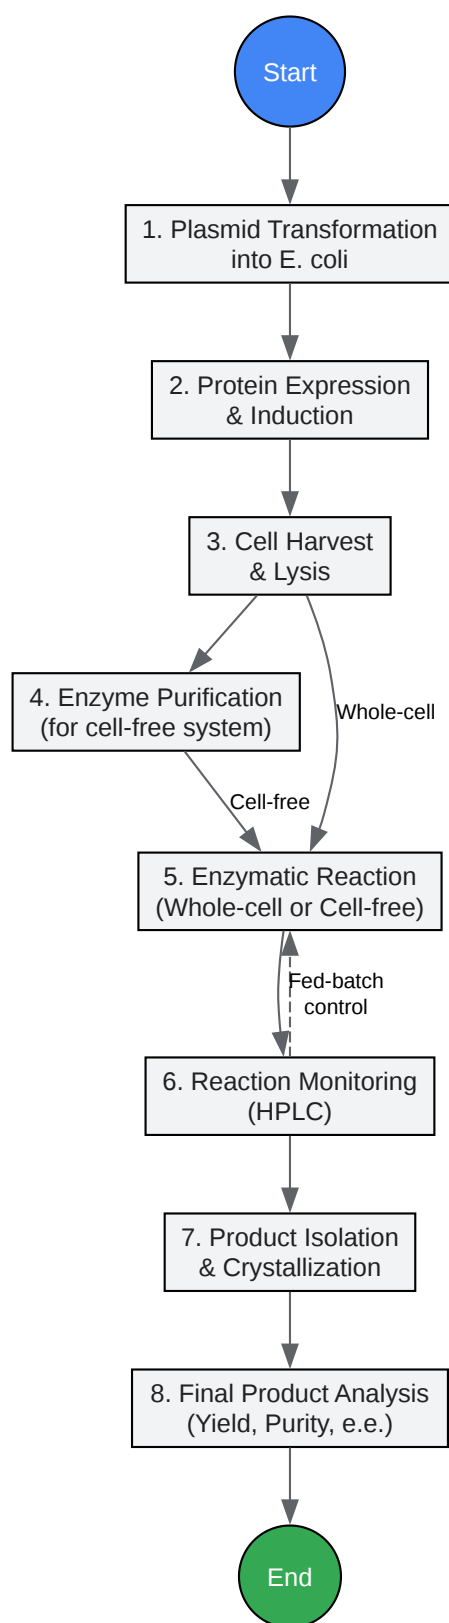 Start
1. Plasmid Transformation
into E. coli
2. Protein Expression
& Induction
3. Cell Harvest
& Lysis
4. Enzyme Purification
(for cell-free system)
Whole-cell
Cell-free
5. Enzymatic Reaction
(Whole-cell or Cell-free)
Fed-batch
control
6. Reaction Monitoring
(HPLC)
7. Product Isolation
& Crystallization
8. Final Product Analysis
(Yield, Purity, e.e.)
End